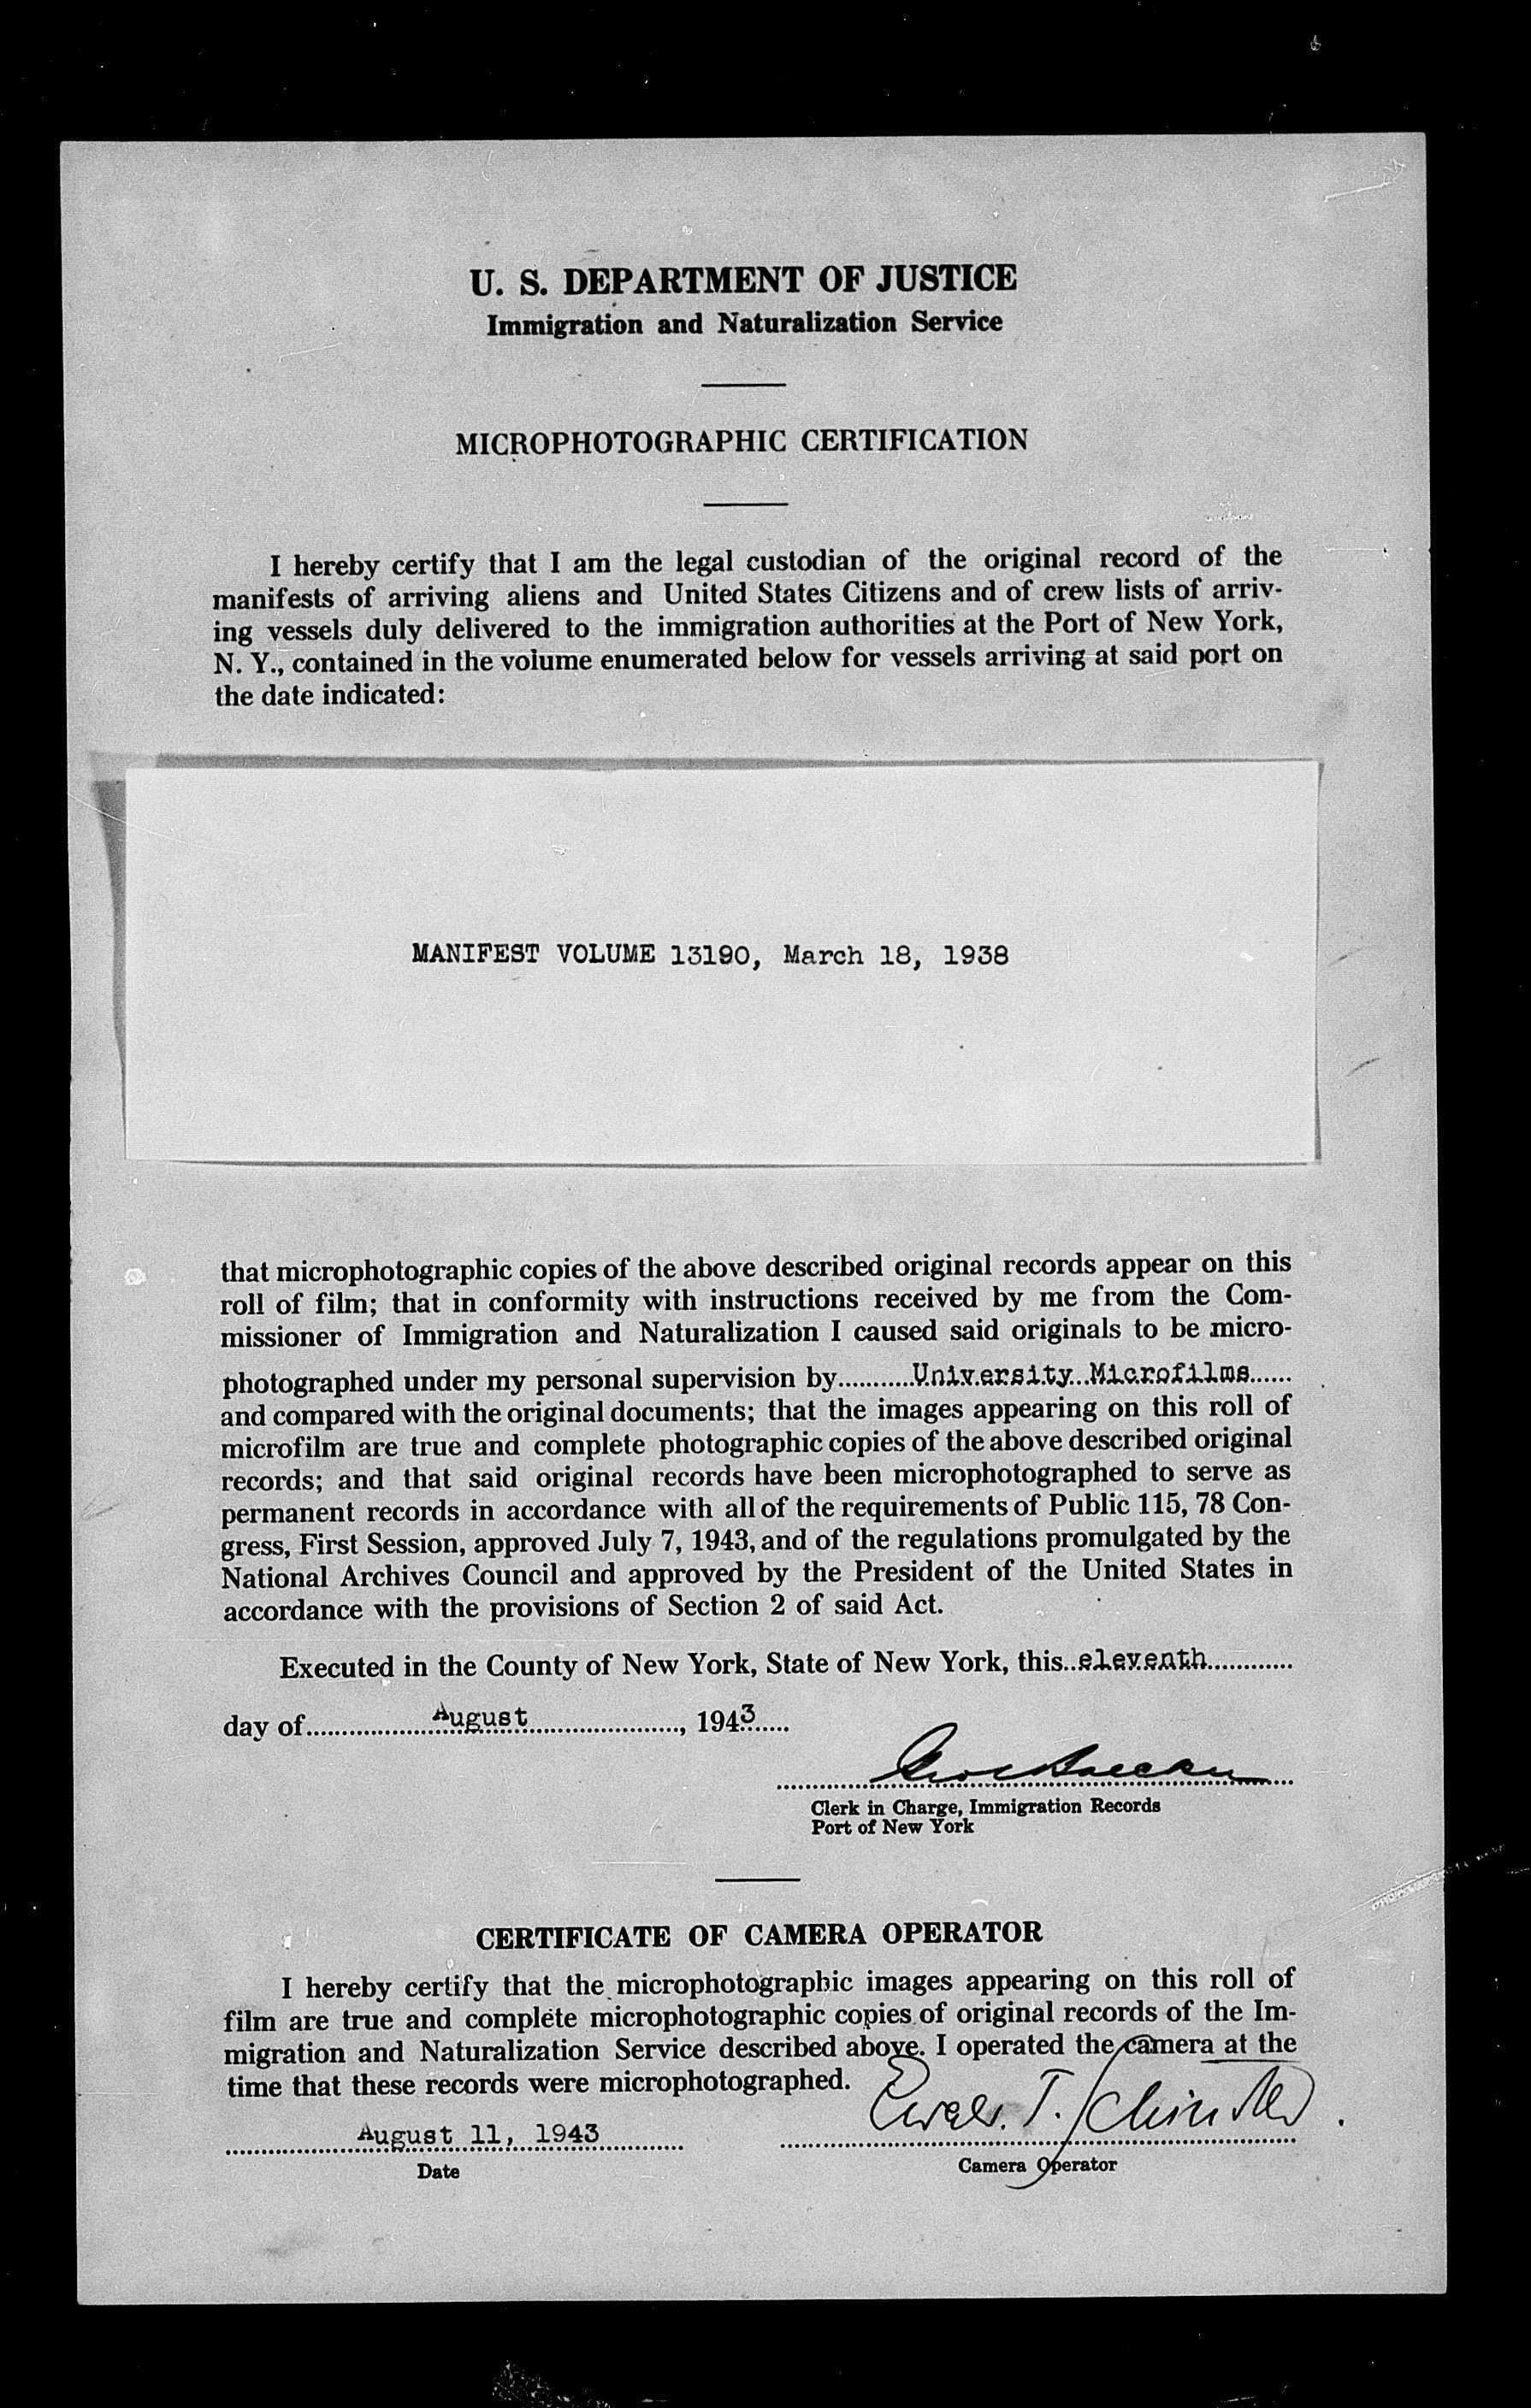 U. S. DEPARTMENT OF JUSTICE
Immigration and Naturalization Service
MICROPHOTOGRAPHIC CERTIFICATION
I hereby certify that I am the legal custodian of the original record of the
manifests of arriving aliens and United States Citizens and of crew lists of arriv-
ing vessels duly delivered to the immigration authorities at the Port of New York,
N. Y., contained in the volume enumerated below for vessels arriving at said port on
the date indicated:
MANIFEST VOLUME 13190, March 18, 1938
that microphotographic copies of the above described original records appear on this
roll of film; that in conformity with instructions received by me from the Com-
missioner of Immigration and Naturalization I caused said originals to be micro-
photographed under my personal supervision by University Microfilms
and compared with the original documents; that the images appearing on this roll of
microfilm are true and complete photographic copies of the above described original
records; and that said original records have been microphotographed to serve as
permanent records in accordance with all of the requirements of Public 115, 78 Con-
gress, First Session, approved July 7, 1943, and of the regulations promulgated by the
National Archives Council and approved by the President of the United States in
accordance with the provisions of Section 2 of said Act.
Executed in the County of New York, State of New York, this eleventh
day of August, 1943
Clerk in Charge, Immigration Records
Port of New York
CERTIFICATE OF CAMERA OPERATOR
I hereby certify that the microphotographic images appearing on this roll of
film are true and complete microphotographic copies of original records of the Im-
migration and Naturalization Service described above. I operated the camera at the
time that these records were microphotographed.
August 11, 1943
Date
Camera Operator